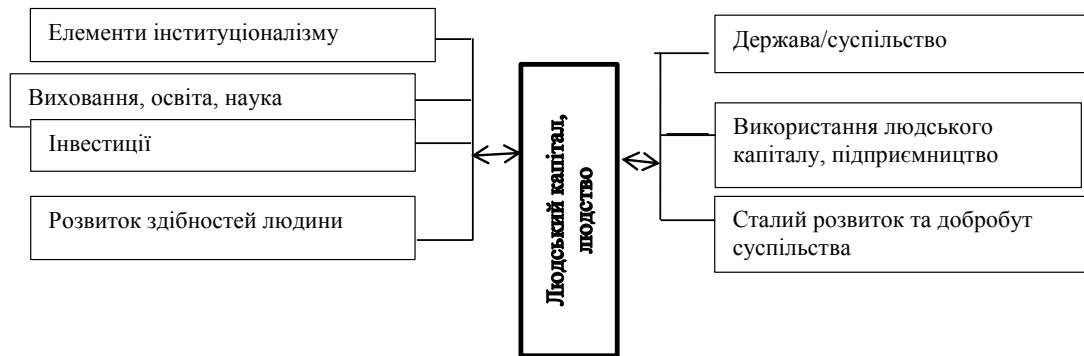 Елементи інституціоналізму
Виховання, освіта, наука
Інвестиції
Розвиток здібностей людини
Людський капітал,
людство
Держава/суспільство
Використання людського
капіталу, підприємництво
Сталий розвиток та добробут
суспільства